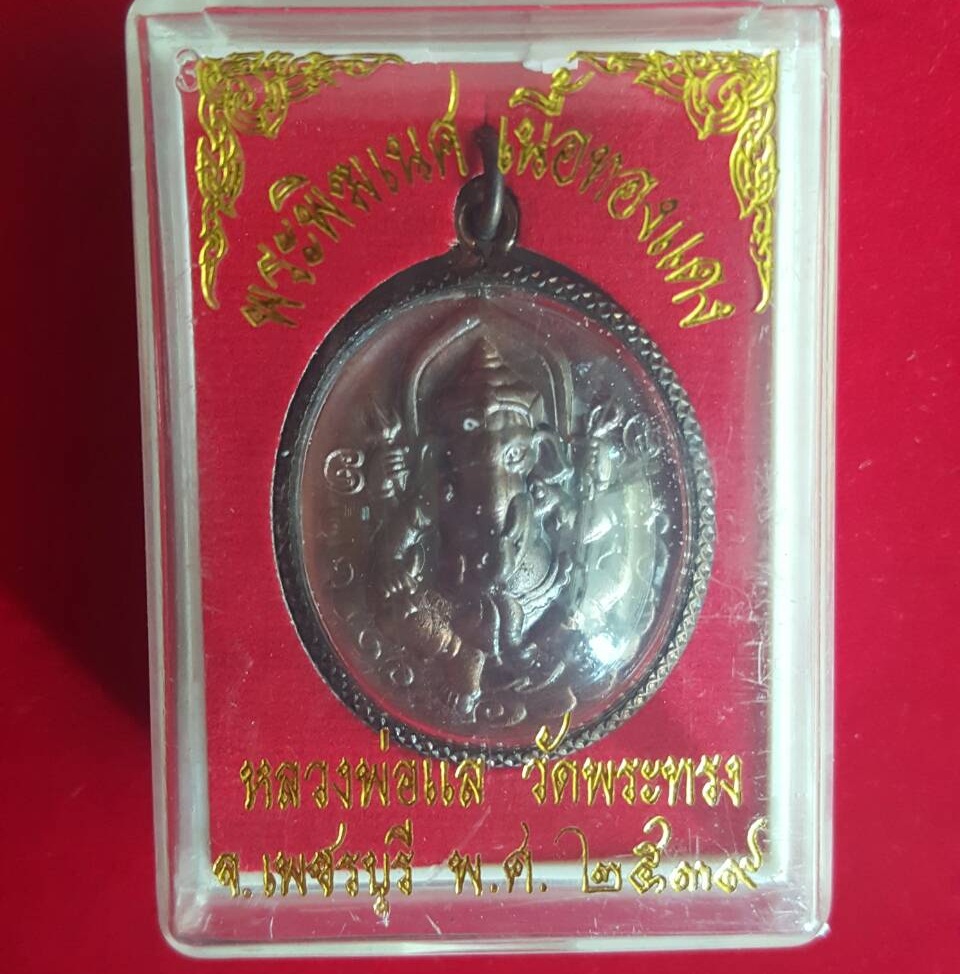 พระพิฆเนศ เนื้อทองแดง
หลวงพ่อแล วัดพระทรง
จ.เพชรบุรี พ.ศ. ๒๕๓๙